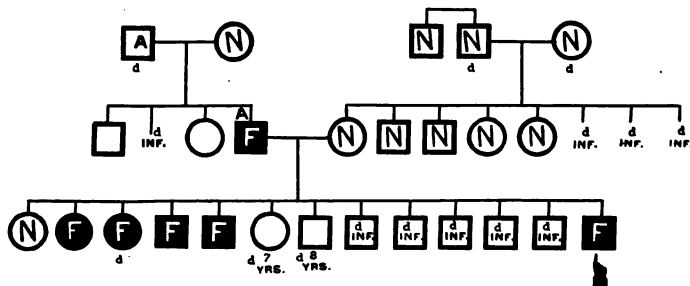 A N N N N
d d d
A
d INF. F N N N N N d INF. d INF. d INF.
N F F F F d INF. d INF. d INF. d INF. d INF. F
d d 7 YRS. d 8 YRS.